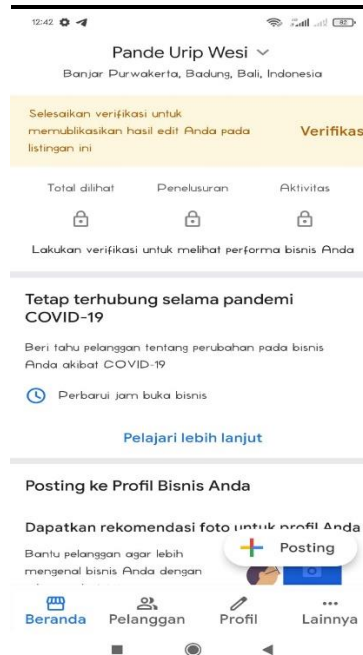 12:42
82
Pande Urip Wesi
Banjar Purwakerta, Badung, Bali, Indonesia
Selesaikan verifikasi untuk
memublikasikan hasil edit Anda pada
listingan ini
Verifikas
Total dilihat Penelusuran Aktivitas
Lakukan verifikasi untuk melihat performa bisnis Anda
Tetap terhubung selama pandemi
COVID-19
Beri tahu pelanggan tentang perubahan pada bisnis
Anda akibat COVID-19
Perbarui jam buka bisnis
Pelajari lebih lanjut
Posting ke Profil Bisnis Anda
Dapatkan rekomendasi foto untuk profil Anda
Bantu pelanggan agar lebih
mengenal bisnis Anda dengan
Posting
Beranda Pelanggan Profil Lainnya